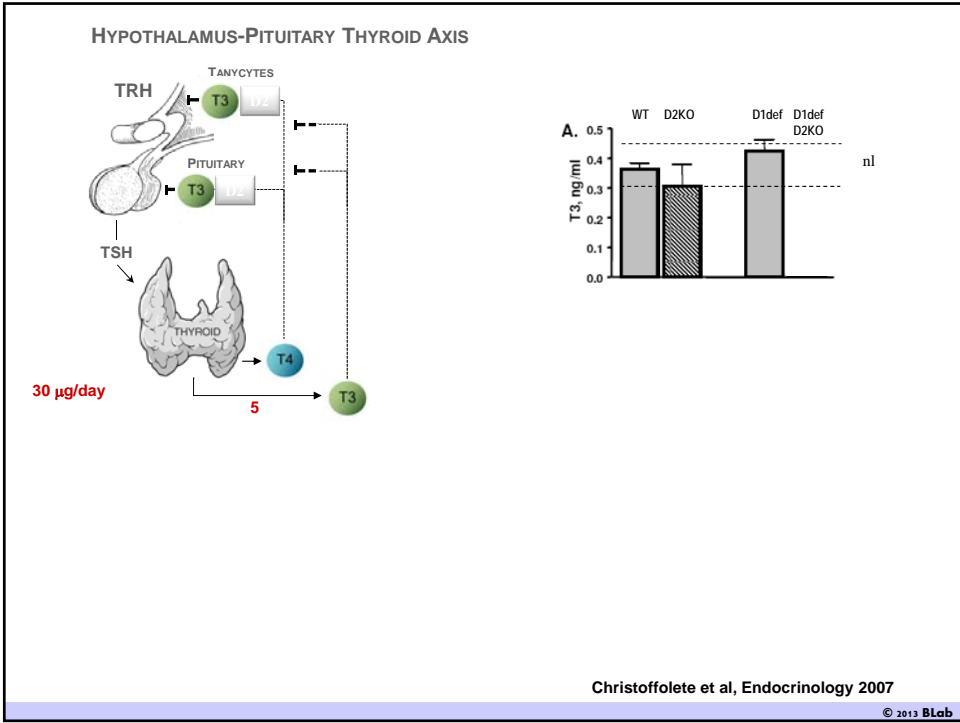 HYPOTHALAMUS-PITUITARY THYROID AXIS
TANYCTES
TRH
T3
D2
PITUITARY
T3
D2
TSH
THYROID
T4
30 μg/day
5
T3
WT D2KO D1def D1def
D2KO
A.
T3, ng/ml
0.5
0.4
0.3
0.2
0.1
0.0
nl
Christoffolete et al, Endocrinology 2007
© 2013 BLab